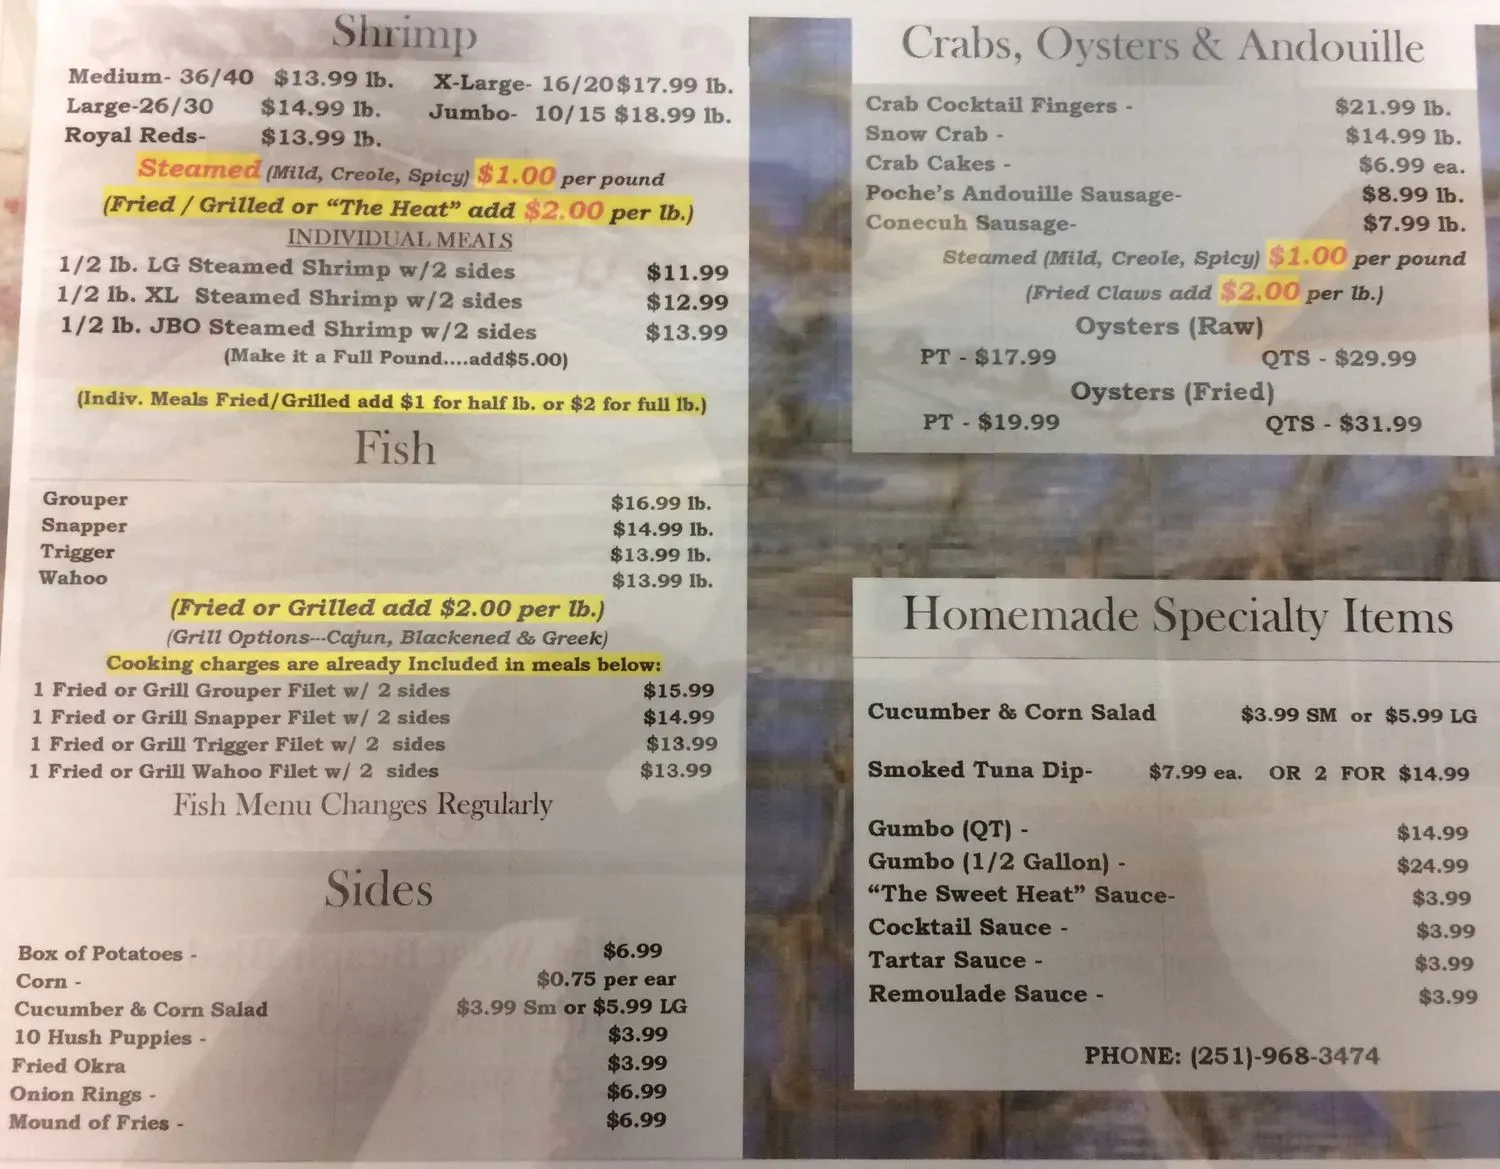 Shrimp
Medium- 36/40 $13.99 lb. X-Large- 16/20$17.99 lb.
Large-26/30 $14.99 lb. Jumbo- 10/15 $18.99 lb.
Royal Reds- $13.99 lb.
Steamed (Mild, Creole, Spicy) $1.00 per pound
(Fried / Grilled or “The Heat” add $2.00 per lb.)
INDIVIDUAL MEALS
1/2 lb. LG Steamed Shrimp w/2 sides $11.99
1/2 lb. XL Steamed Shrimp w/2 sides $12.99
1/2 lb. JBO Steamed Shrimp w/2 sides $13.99
(Make it a Full Pound....add$5.00)
(Indiv. Meals Fried/Grilled add $1 for half lb. or $2 for full lb.)
Fish
Grouper $16.99 lb.
Snapper $14.99 lb.
Trigger $13.99 lb.
Wahoo $13.99 lb.
(Fried or Grilled add $2.00 per lb.)
(Grill Options---Cajun, Blackened & Greek)
Cooking charges are already Included in meals below:
1 Fried or Grill Grouper Filet w/ 2 sides $15.99
1 Fried or Grill Snapper Filet w/ 2 sides $14.99
1 Fried or Grill Trigger Filet w/ 2 sides $13.99
1 Fried or Grill Wahoo Filet w/ 2 sides $13.99
Fish Menu Changes Regularly
Sides
Box of Potatoes - $6.99
Corn - $0.75 per ear
Cucumber & Corn Salad $3.99 Sm or $5.99 LG
10 Hush Puppies - $3.99
Fried Okra $3.99
Onion Rings - $6.99
Mound of Fries - $6.99
Crabs, Oysters & Andouille
Crab Cocktail Fingers - $21.99 lb.
Snow Crab - $14.99 lb.
Crab Cakes - $6.99 ea.
Poche's Andouille Sausage- $8.99 lb.
Conecuh Sausage- $7.99 lb.
Steamed (Mild, Creole, Spicy) $1.00 per pound
(Fried Claws add $2.00 per lb.)
Oysters (Raw)
PT - $17.99 QTS - $29.99
Oysters (Fried)
PT - $19.99 QTS - $31.99
Homemade Specialty Items
Cucumber & Corn Salad $3.99 SM or $5.99 LG
Smoked Tuna Dip- $7.99 ea. OR 2 FOR $14.99
Gumbo (QT) - $14.99
Gumbo (1/2 Gallon) - $24.99
“The Sweet Heat” Sauce- $3.99
Cocktail Sauce - $3.99
Tartar Sauce - $3.99
Remoulade Sauce - $3.99
PHONE: (251)-968-3474